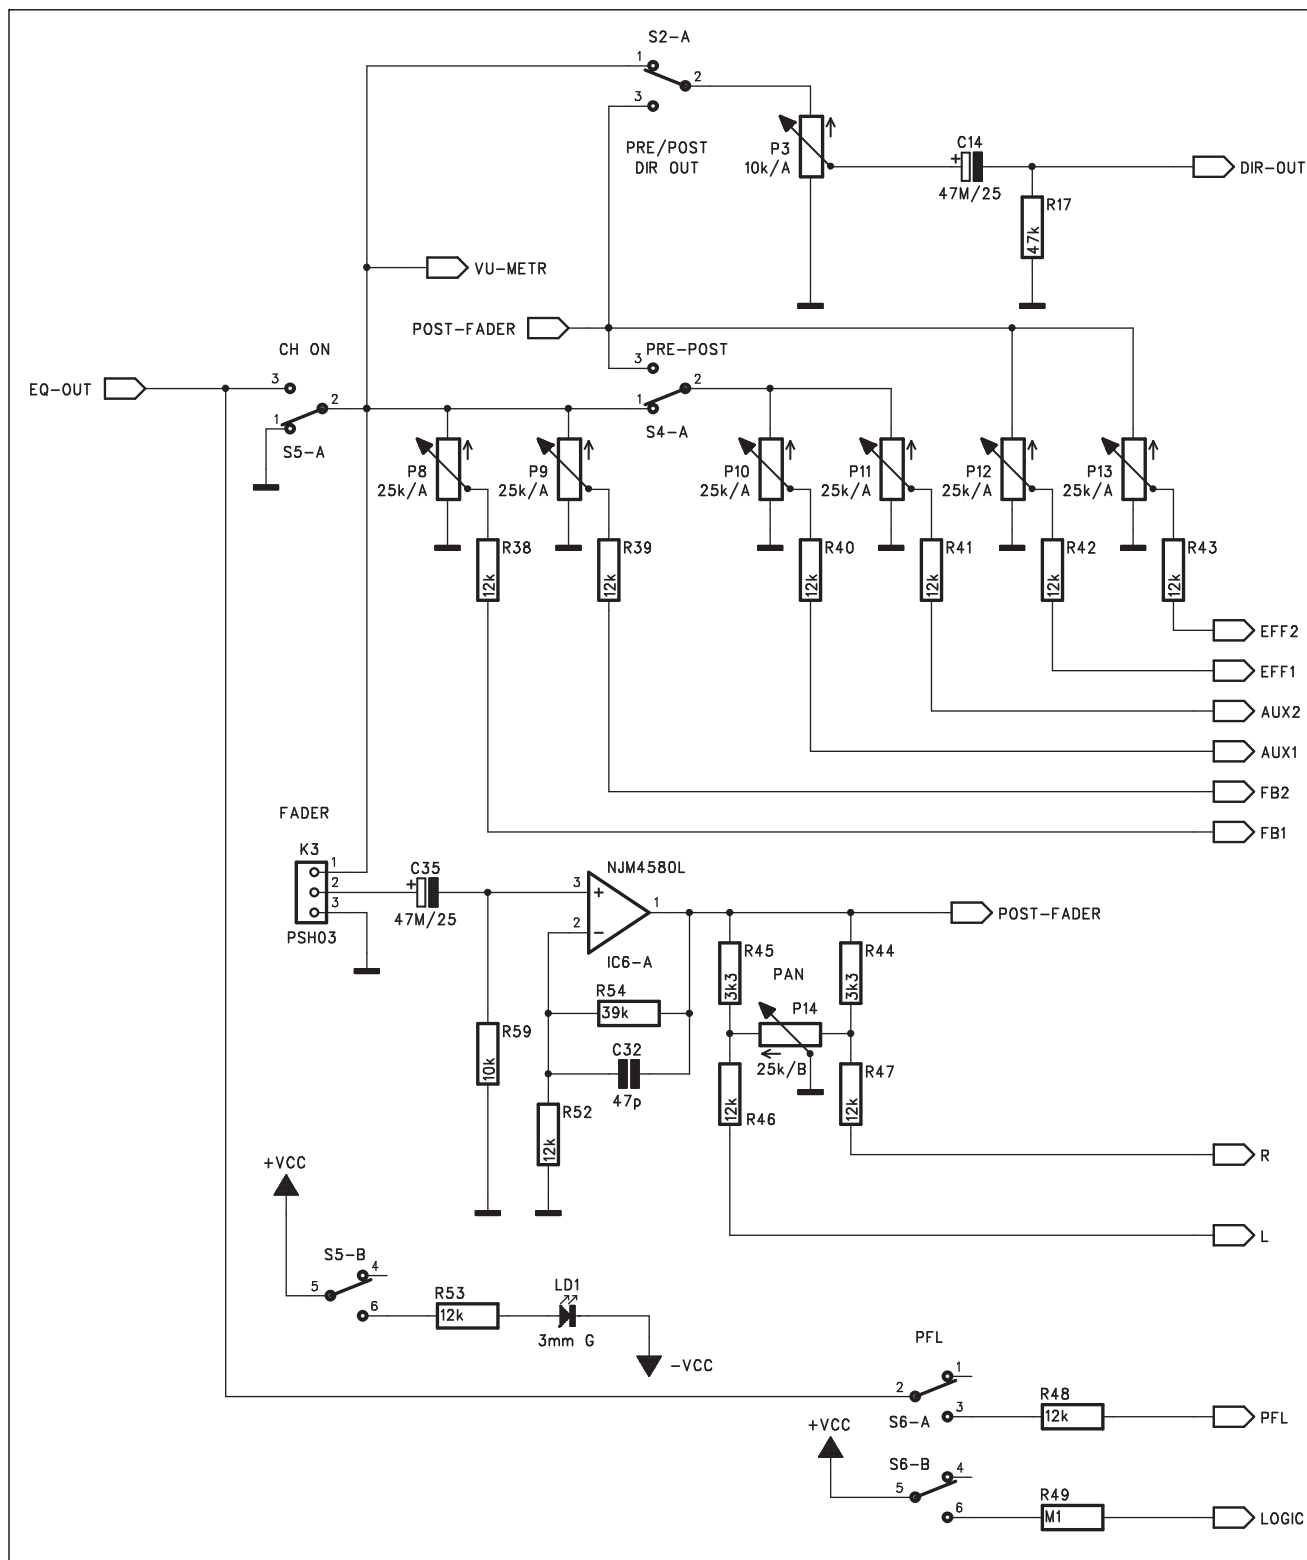 S2-A
1
2
3
PRE/POST
DIR OUT
P3
10k/A
C14
+
47M/25
DIR-OUT
R17
47k
VU-METR
POST-FADER
CH ON
PRE-POST
EQ-OUT
3
2
1
S5-A
3
2
1
S4-A
P8
25k/A
P9
25k/A
P10
25k/A
P11
25k/A
P12
25k/A
P13
25k/A
R38
12k
R39
12k
R40
12k
R41
12k
R42
12k
R43
12k
EFF2
EFF1
AUX2
AUX1
FB2
FB1
FADER
K3
1
2
3
PSH03
C35
+
47M/25
NJM4580L
3
+
2
−
1
IC6-A
POST-FADER
R45
3k3
R44
3k3
PAN
P14
25k/B
R54
39k
C32
47p
R59
10k
R52
12k
R46
12k
R47
12k
R
L
+VCC
S5-B
4
5
6
R53
12k
LD1
3mm G
-VCC
PFL
1
2
3
S6-A
R48
12k
PFL
+VCC
S6-B
4
5
6
R49
M1
LOGIC